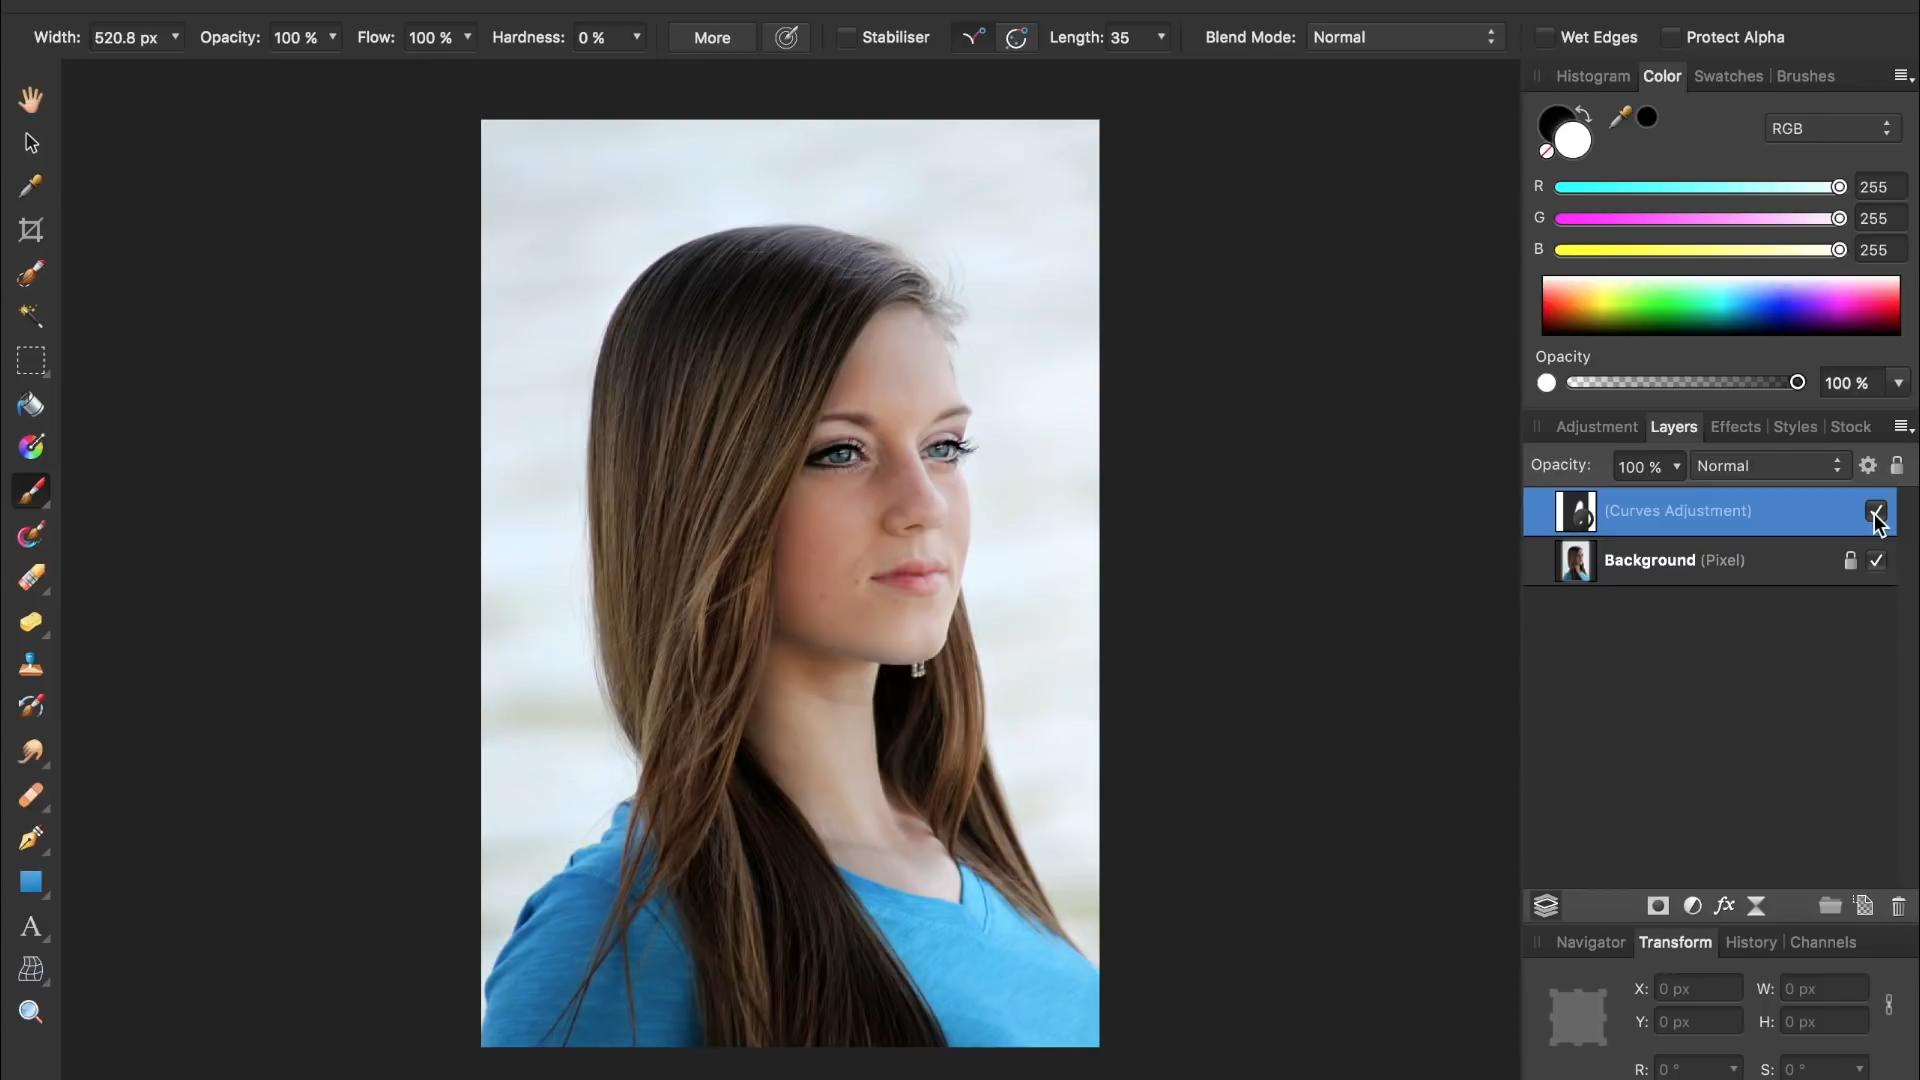 Width: 520.8 px Opacity: 100 % Flow: 100 % Hardness: 0 % More Stabiliser Length: 35 Blend Mode: Normal Wet Edges Protect Alpha
Histogram Color Swatches Brushes
RGB
R 255
G 255
B 255
Opacity
100 %
Adjustment Layers Effects Styles Stock
Opacity: 100 % Normal
(Curves Adjustment)
Background (Pixel)
fx
Navigator Transform History Channels
X: 0 px W: 0 px
Y: 0 px H: 0 px
R: 0 ° S: 0 °